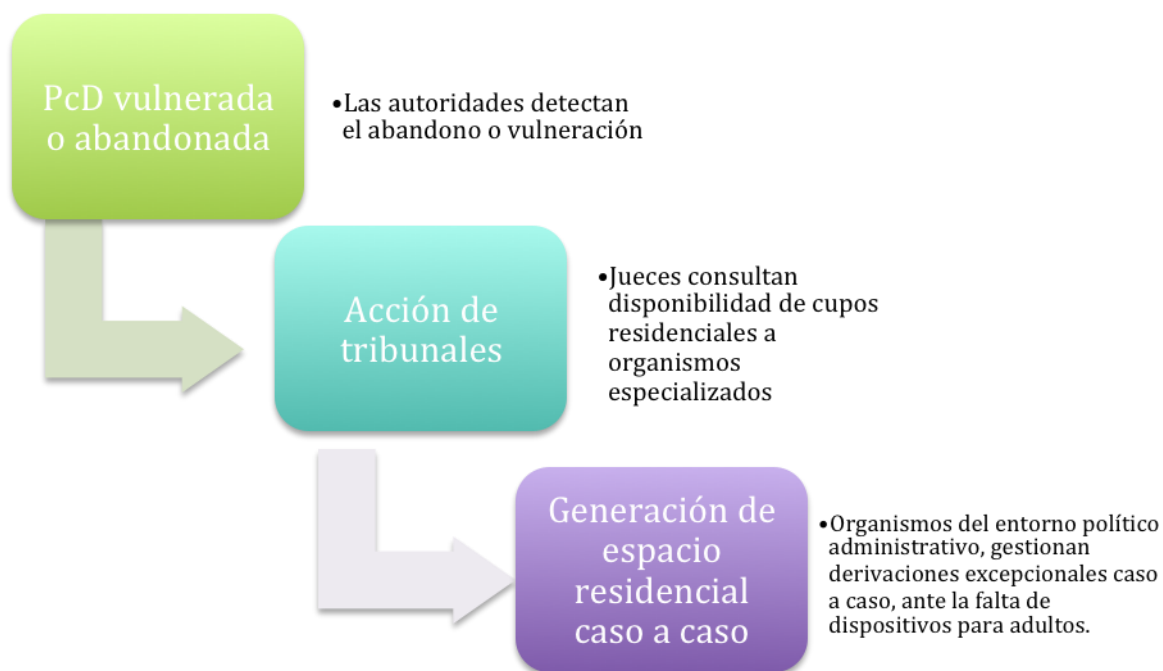 PcD vulnerada
o abandonada
•Las autoridades detectan
el abandono o vulneración
Acción de
tribunales
•Jueces consultan
disponibilidad de cupos
residenciales a
organismos
especializados
Generación de
espacio
residencial
caso a caso
•Organismos del entorno político
administrativo, gestionan
derivaciones excepcionales caso
a caso, ante la falta de
dispositivos para adultos.